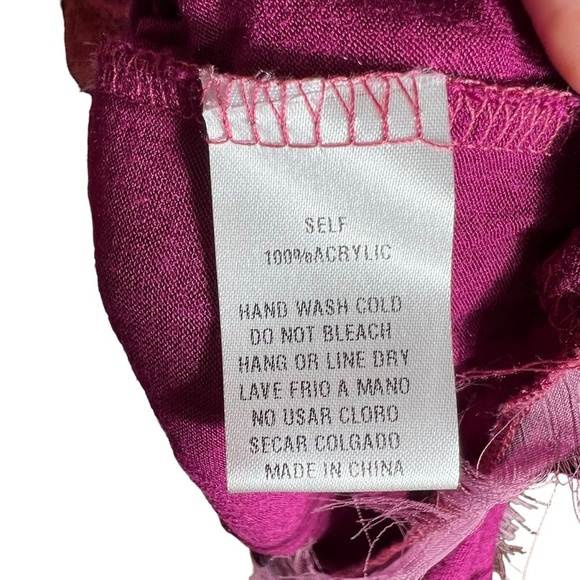 SELF
100%ACRYLIC
HAND WASH COLD
DO NOT BLEACH
HANG OR LINE DRY
LAVE FRIO A MANO
NO USAR CLORO
SECAR COLGADO
MADE IN CHINA